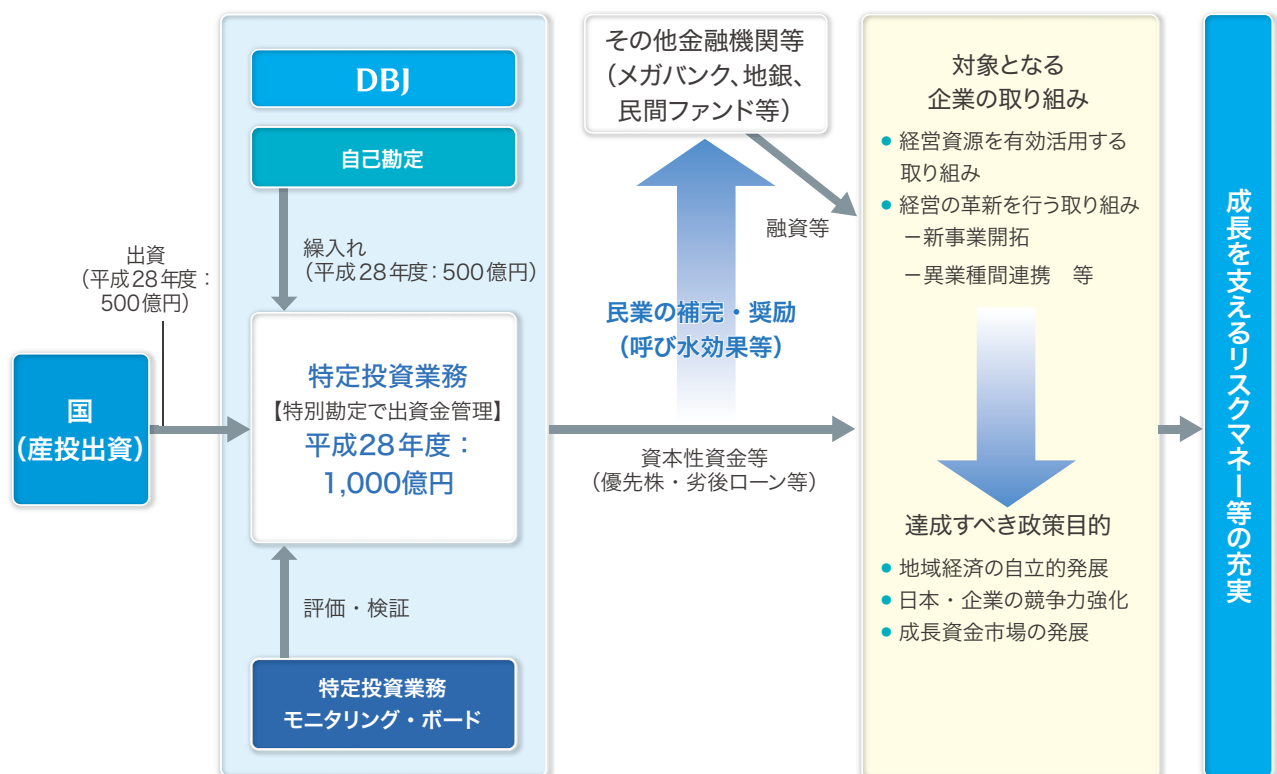 DBJ
自己勘定
繰入れ
（平成28年度：500億円）
出資
（平成28年度：
500億円）
国
（産投出資）
特定投資業務
【特別勘定で出資金管理】
平成28年度：
1,000億円
評価・検証
特定投資業務
モニタリング・ボード
その他金融機関等
（メガバンク、地銀、
民間ファンド等）
融資等
民業の補完・奨励
（呼び水効果等）
資本性資金等
（優先株・劣後ローン等）
対象となる
企業の取り組み
● 経営資源を有効活用する
取り組み
● 経営の革新を行う取り組み
－新事業開拓
－異業種間連携　等
達成すべき政策目的
● 地域経済の自立的発展
● 日本・企業の競争力強化
● 成長資金市場の発展
成長を支えるリスクマネー等の充実